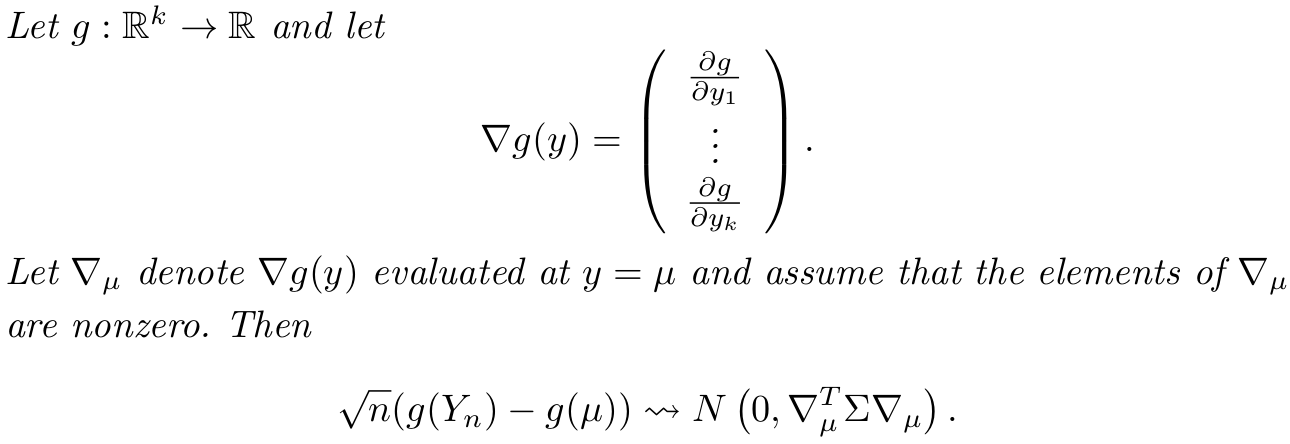 Let g : ℝ^k → ℝ and let
∇g(y) = ( ∂g/∂y₁ ⋮ ∂g/∂y_k ) .
Let ∇_μ denote ∇g(y) evaluated at y = μ and assume that the elements of ∇_μ
are nonzero. Then
√n(g(Y_n) − g(μ)) ⇝ N (0, ∇_μ^T Σ∇_μ) .